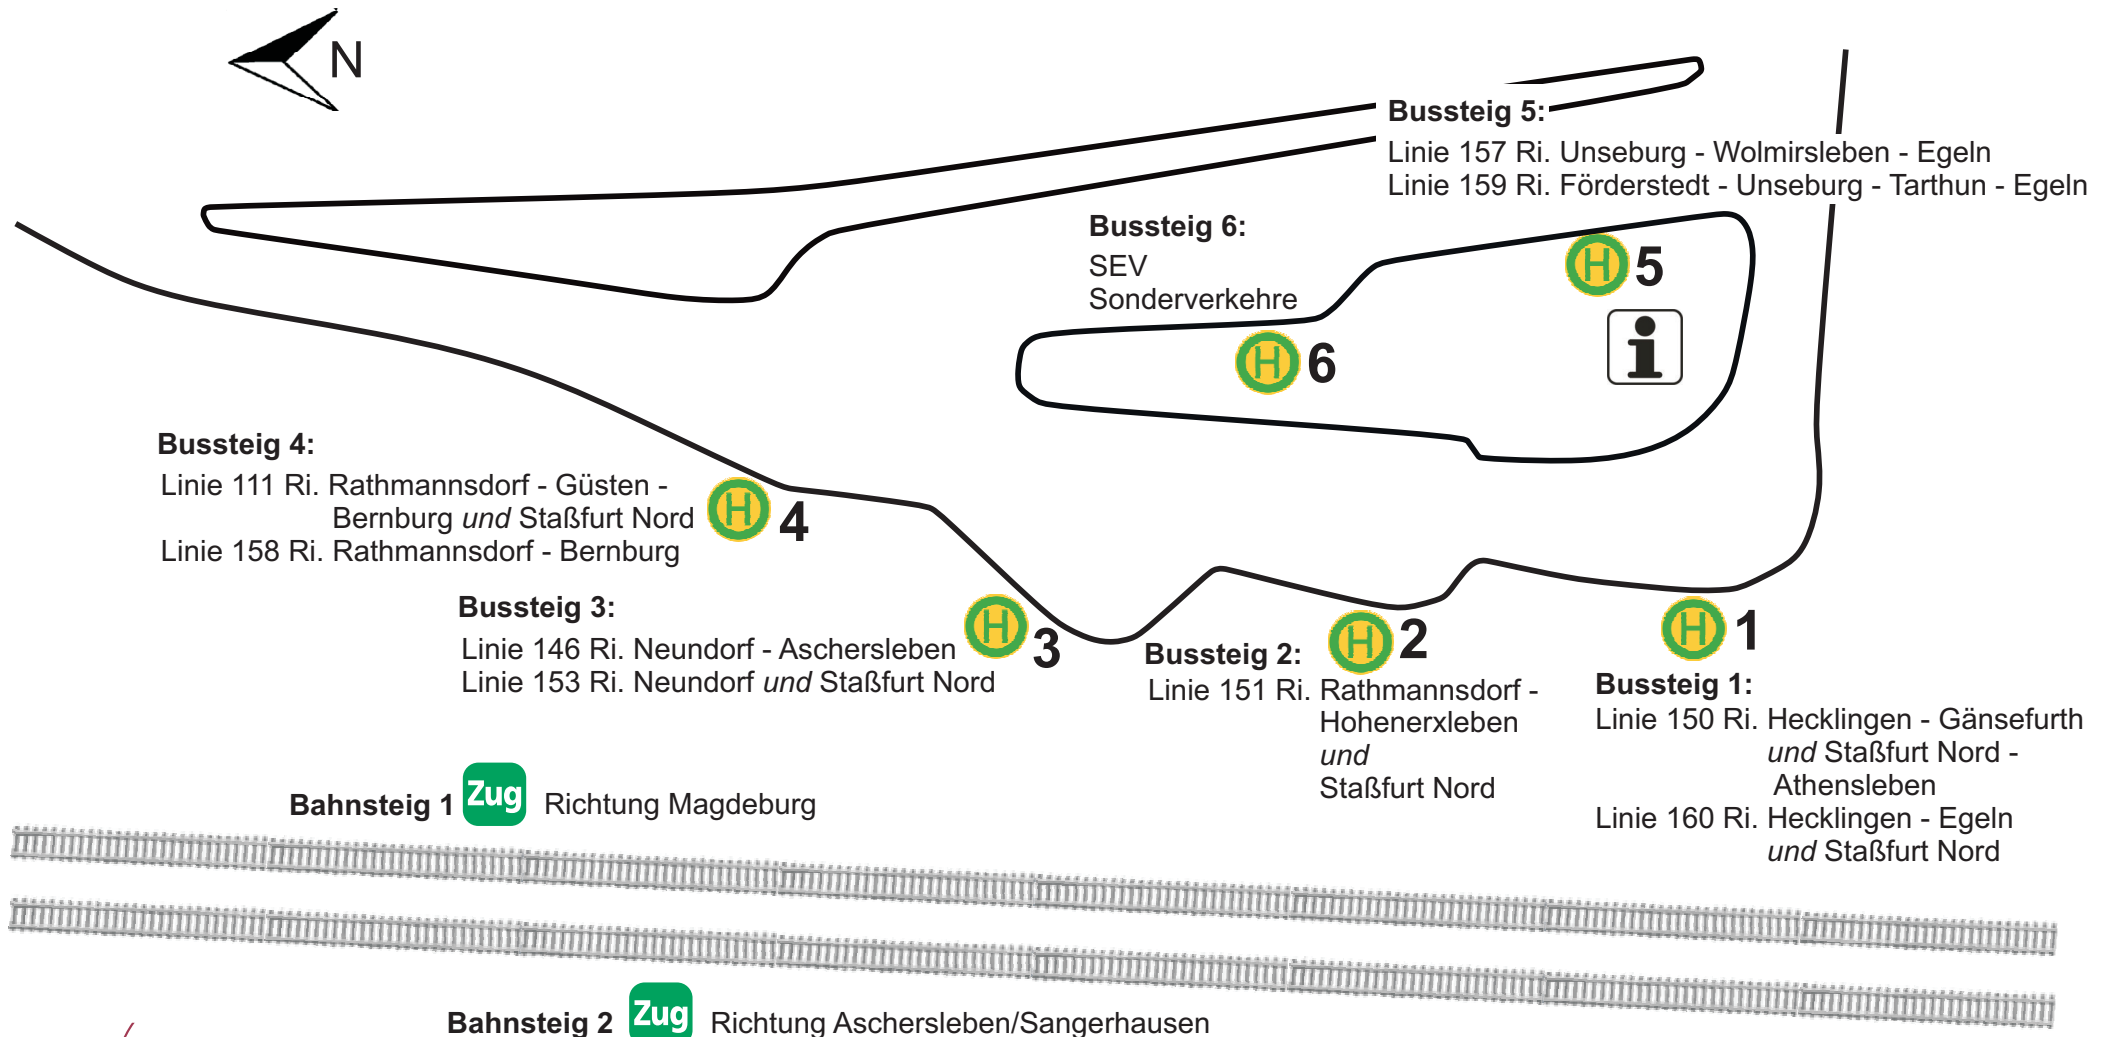 N
Bussteig 5:
Linie 157 Ri. Unseburg - Wolmirsleben - Egeln
Linie 159 Ri. Förderstedt - Unseburg - Tarthun - Egeln
Bussteig 6:
SEV
Sonderverkehre
H 5
H 6
i
Bussteig 4:
Linie 111 Ri. Rathmannsdorf - Güsten -
Bernburg und Staßfurt Nord
Linie 158 Ri. Rathmannsdorf - Bernburg
H 4
Bussteig 3:
Linie 146 Ri. Neundorf - Aschersleben
Linie 153 Ri. Neundorf und Staßfurt Nord
H 3
H 2
Bussteig 2:
Linie 151 Ri. Rathmannsdorf -
Hohenerxleben
und
Staßfurt Nord
H 1
Bussteig 1:
Linie 150 Ri. Hecklingen - Gänsefurth
und Staßfurt Nord -
Athensleben
Linie 160 Ri. Hecklingen - Egeln
und Staßfurt Nord
Bahnsteig 1 Zug Richtung Magdeburg
Bahnsteig 2 Zug Richtung Aschersleben/Sangerhausen